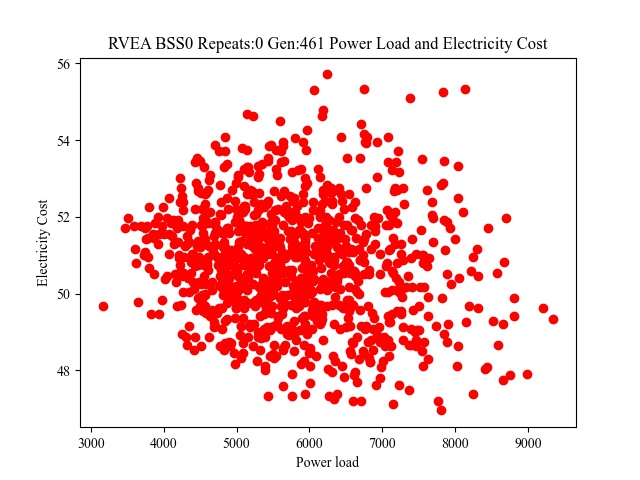 RVEA BSS0 Repeats:0 Gen:461 Power Load and Electricity Cost
56
54
52
50
48
Electricity Cost
3000 4000 5000 6000 7000 8000 9000
Power load